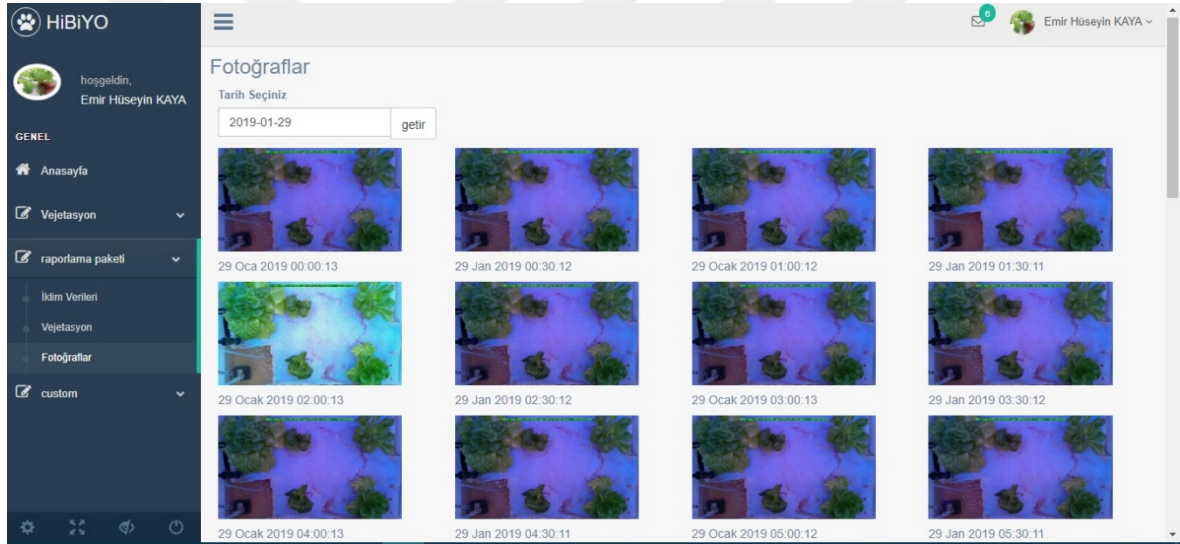 HiBiYO
6
Emir Hüseyin KAYA
hoşgeldin,
Emir Hüseyin KAYA
GENEL
Anasayfa
Vejetasyon
raporlama paketi
İklim Verileri
Vejetasyon
Fotoğraflar
custom
Fotoğraflar
Tarih Seçiniz
2019-01-29
getir
29 Oca 2019 00:00:13
29 Jan 2019 00:30:12
29 Ocak 2019 01:00:12
29 Jan 2019 01:30:11
29 Ocak 2019 02:00:13
29 Jan 2019 02:30:12
29 Ocak 2019 03:00:13
29 Jan 2019 03:30:12
29 Ocak 2019 04:00:13
29 Jan 2019 04:30:11
29 Ocak 2019 05:00:12
29 Jan 2019 05:30:11